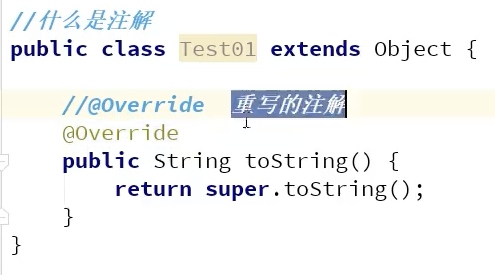 //什么是注解
public class Test01 extends Object {
//@Override 重写的注解
@Override
public String toString() {
return super.toString();
}
}